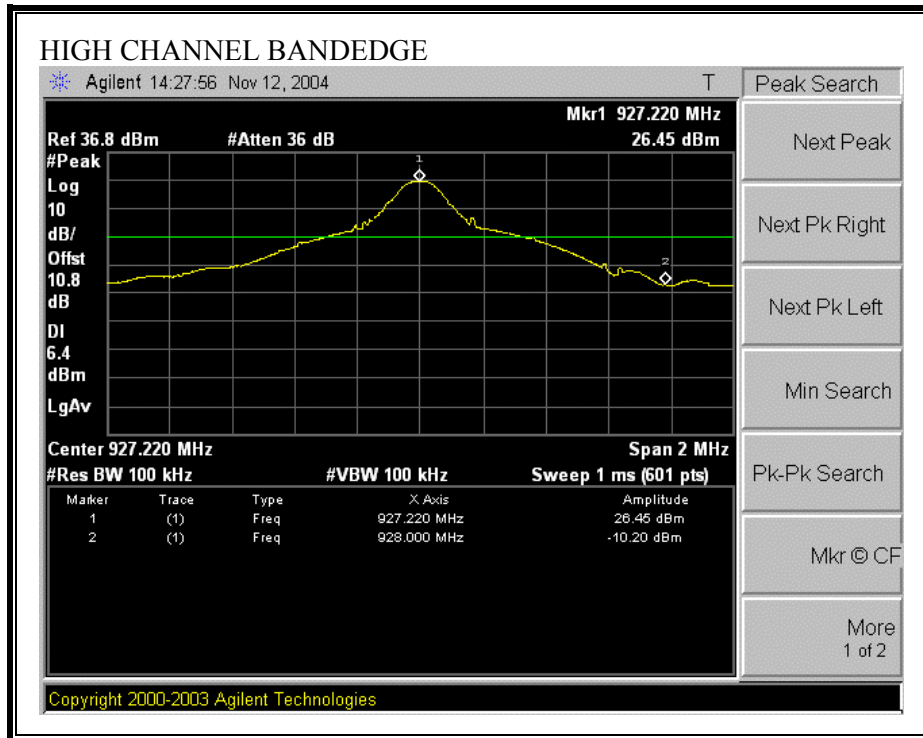 HIGH CHANNEL BANDEDGE
Agilent 14:27:56 Nov 12, 2004 T
Peak Search
Mkr1 927.220 MHz
Ref 36.8 dBm #Atten 36 dB 26.45 dBm
#Peak
Log
10
dB/
Offst
10.8
dB
DI
6.4
dBm
LgAv
1
2
Center 927.220 MHz Span 2 MHz
#Res BW 100 kHz #VBW 100 kHz Sweep 1 ms (601 pts)
Marker Trace Type X Axis Amplitude
1 (1) Freq 927.220 MHz 26.45 dBm
2 (1) Freq 928.000 MHz -10.20 dBm
Next Peak
Next Pk Right
Next Pk Left
Min Search
Pk-Pk Search
Mkr © CF
More
1 of 2
Copyright 2000-2003 Agilent Technologies